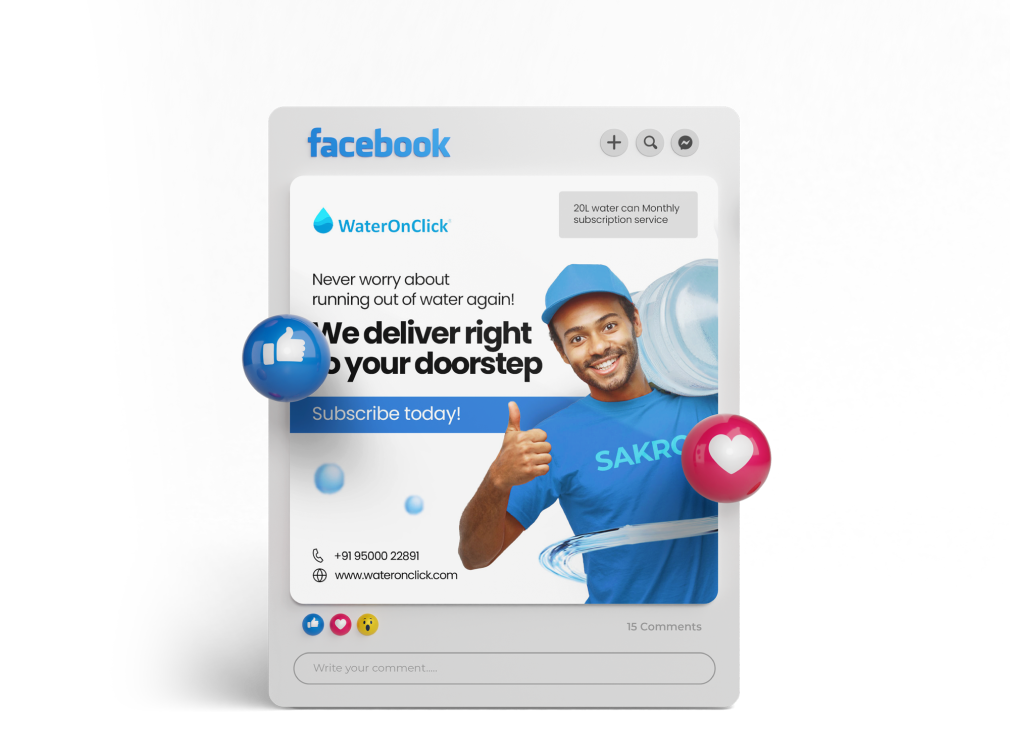 facebook
WaterOnClick
20L water can Monthly
subscription service
Never worry about
running out of water again!
We deliver right
to your doorstep
Subscribe today!
+91 95000 22891
www.wateronclick.com
15 Comments
Write your comment.....